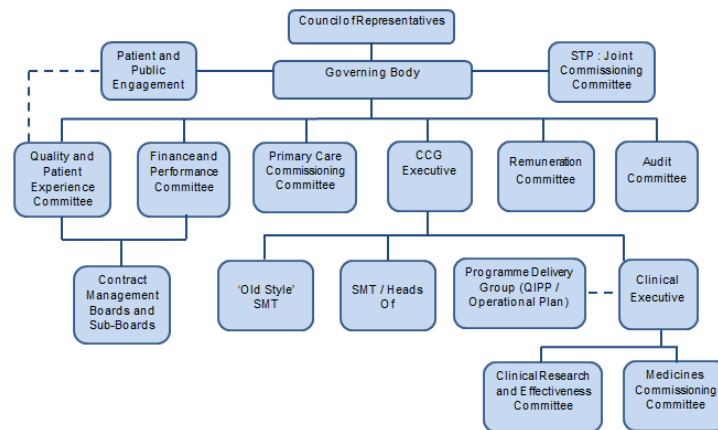 Council of Representatives
Patient and
Public
Engagement
Governing Body
STP : Joint
Commissioning
Committee
Quality and
Patient
Experience
Committee
Finance and
Performance
Committee
Primary Care
Commissioning
Committee
CCG
Executive
Remuneration
Committee
Audit
Committee
Contract
Management
Boards and
Sub-Boards
'Old Style'
SMT
SMT / Heads
Of
Programme Delivery
Group (QIPP /
Operational Plan)
Clinical
Executive
Clinical Research
and Effectiveness
Committee
Medicines
Commissioning
Committee